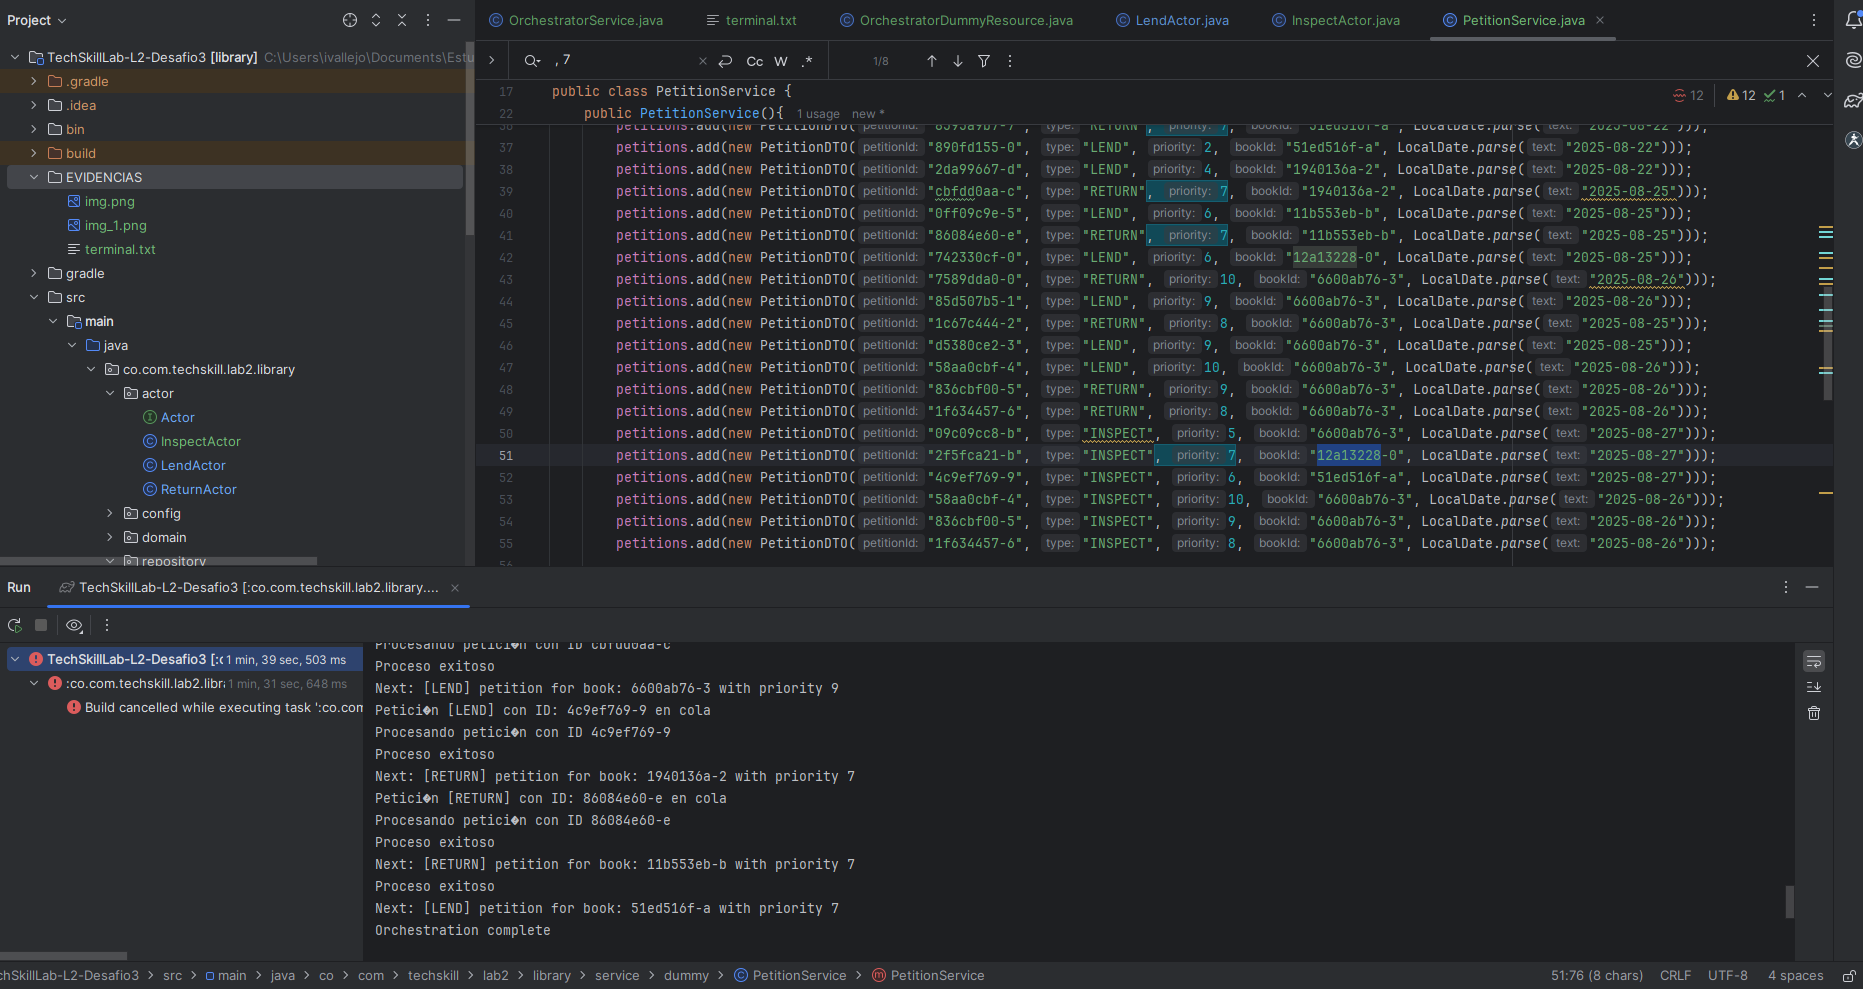 Project
OrchestratorService.java
terminal.txt
OrchestratorDummyResource.java
LendActor.java
InspectActor.java
PetitionService.java
TechSkillLab-L2-Desafio3 [library] C:\Users\ivallejo\Documents\Estu
.gradle
.idea
bin
build
EVIDENCIAS
img.png
img_1.png
terminal.txt
gradle
src
main
java
co.com.techskill.lab2.library
actor
Actor
InspectActor
LendActor
ReturnActor
config
domain
repository
, 7
Cc W .*
1/8
12 12 1
17 public class PetitionService {
22 public PetitionService(){ 1 usage new *
36 petitions.add(new PetitionDTO( petitionId: "8595a9b7-7", type: "RETURN", priority: 7, bookId: "51ed516f-a", LocalDate.parse( text: "2025-08-22")));
37 petitions.add(new PetitionDTO( petitionId: "890fd155-0", type: "LEND", priority: 2, bookId: "51ed516f-a", LocalDate.parse( text: "2025-08-22")));
38 petitions.add(new PetitionDTO( petitionId: "2da99667-d", type: "LEND", priority: 4, bookId: "1940136a-2", LocalDate.parse( text: "2025-08-22")));
39 petitions.add(new PetitionDTO( petitionId: "cbfdd0aa-c", type: "RETURN", priority: 7, bookId: "1940136a-2", LocalDate.parse( text: "2025-08-25")));
40 petitions.add(new PetitionDTO( petitionId: "0ff09c9e-5", type: "LEND", priority: 6, bookId: "11b553eb-b", LocalDate.parse( text: "2025-08-25")));
41 petitions.add(new PetitionDTO( petitionId: "86084e60-e", type: "RETURN", priority: 7, bookId: "11b553eb-b", LocalDate.parse( text: "2025-08-25")));
42 petitions.add(new PetitionDTO( petitionId: "742330cf-0", type: "LEND", priority: 6, bookId: "12a13228-0", LocalDate.parse( text: "2025-08-25")));
43 petitions.add(new PetitionDTO( petitionId: "7589dda0-0", type: "RETURN", priority: 10, bookId: "6600ab76-3", LocalDate.parse( text: "2025-08-26")));
44 petitions.add(new PetitionDTO( petitionId: "85d507b5-1", type: "LEND", priority: 9, bookId: "6600ab76-3", LocalDate.parse( text: "2025-08-26")));
45 petitions.add(new PetitionDTO( petitionId: "1c67c444-2", type: "RETURN", priority: 8, bookId: "6600ab76-3", LocalDate.parse( text: "2025-08-25")));
46 petitions.add(new PetitionDTO( petitionId: "d5380ce2-3", type: "LEND", priority: 9, bookId: "6600ab76-3", LocalDate.parse( text: "2025-08-25")));
47 petitions.add(new PetitionDTO( petitionId: "58aa0cbf-4", type: "LEND", priority: 10, bookId: "6600ab76-3", LocalDate.parse( text: "2025-08-26")));
48 petitions.add(new PetitionDTO( petitionId: "836cbf00-5", type: "RETURN", priority: 9, bookId: "6600ab76-3", LocalDate.parse( text: "2025-08-26")));
49 petitions.add(new PetitionDTO( petitionId: "1f634457-6", type: "RETURN", priority: 8, bookId: "6600ab76-3", LocalDate.parse( text: "2025-08-26")));
50 petitions.add(new PetitionDTO( petitionId: "09c09cc8-b", type: "INSPECT", priority: 5, bookId: "6600ab76-3", LocalDate.parse( text: "2025-08-27")));
51 petitions.add(new PetitionDTO( petitionId: "2f5fca21-b", type: "INSPECT", priority: 7, bookId: "12a13228-0", LocalDate.parse( text: "2025-08-27")));
52 petitions.add(new PetitionDTO( petitionId: "4c9ef769-9", type: "INSPECT", priority: 6, bookId: "51ed516f-a", LocalDate.parse( text: "2025-08-27")));
53 petitions.add(new PetitionDTO( petitionId: "58aa0cbf-4", type: "INSPECT", priority: 10, bookId: "6600ab76-3", LocalDate.parse( text: "2025-08-26")));
54 petitions.add(new PetitionDTO( petitionId: "836cbf00-5", type: "INSPECT", priority: 9, bookId: "6600ab76-3", LocalDate.parse( text: "2025-08-26")));
55 petitions.add(new PetitionDTO( petitionId: "1f634457-6", type: "INSPECT", priority: 8, bookId: "6600ab76-3", LocalDate.parse( text: "2025-08-26")));
56
Run TechSkillLab-L2-Desafio3 [:co.com.techskill.lab2.library....
TechSkillLab-L2-Desafio3 [:c 1 min, 39 sec, 503 ms
:co.com.techskill.lab2.libra 1 min, 31 sec, 648 ms
Build cancelled while executing task ':co.com
Procesando petici�n con ID cbfdd0aa-c
Proceso exitoso
Next: [LEND] petition for book: 6600ab76-3 with priority 9
Petici�n [LEND] con ID: 4c9ef769-9 en cola
Procesando petici�n con ID 4c9ef769-9
Proceso exitoso
Next: [RETURN] petition for book: 1940136a-2 with priority 7
Petici�n [RETURN] con ID: 86084e60-e en cola
Procesando petici�n con ID 86084e60-e
Proceso exitoso
Next: [RETURN] petition for book: 11b553eb-b with priority 7
Proceso exitoso
Next: [LEND] petition for book: 51ed516f-a with priority 7
Orchestration complete
chSkillLab-L2-Desafio3 > src > main > java > co > com > techskill > lab2 > library > service > dummy > PetitionService > PetitionService
51:76 (8 chars) CRLF UTF-8 4 spaces